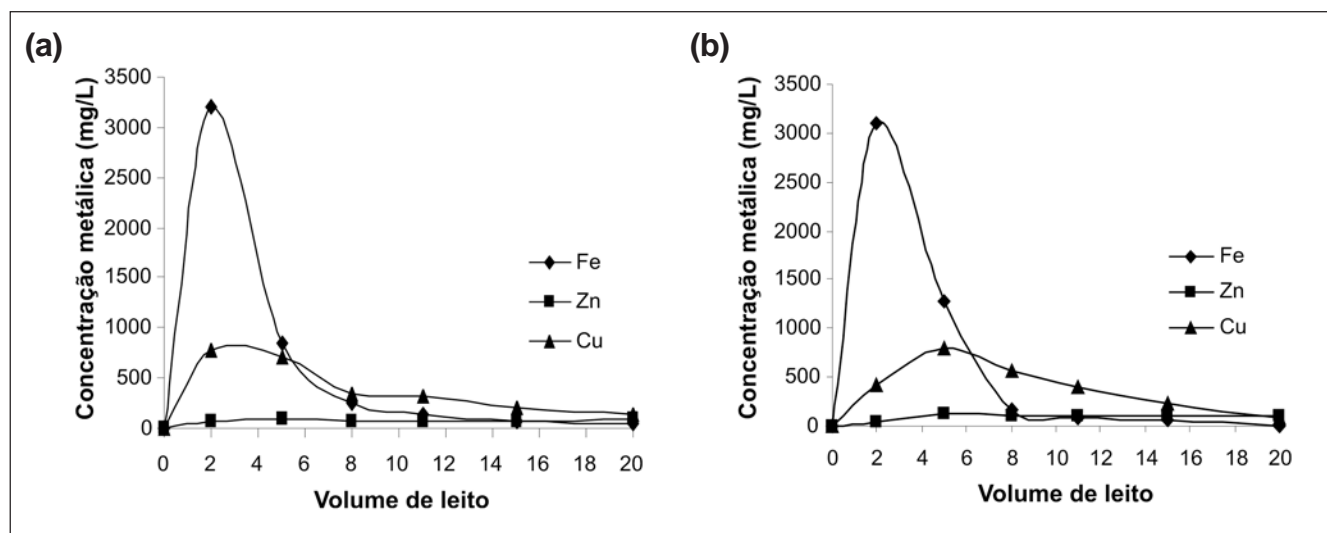 (a)
Concentração metálica (mg/L)
3500
3000
2500
2000
1500
1000
500
0
0 2 4 6 8 10 12 14 16 18 20
Volume de leito
Fe
Zn
Cu
(b)
Concentração metálica (mg/L)
3500
3000
2500
2000
1500
1000
500
0
0 2 4 6 8 10 12 14 16 18 20
Volume de leito
Fe
Zn
Cu